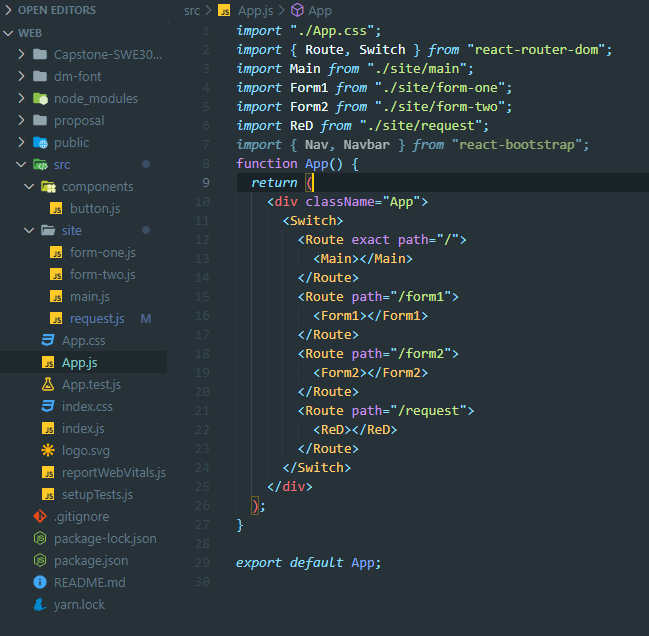 OPEN EDITORS
WEB
Capstone-SWE30...
dm-font
node_modules
proposal
public
src
components
button.js
site
form-one.js
form-two.js
main.js
request.js M
App.css
App.js
App.test.js
index.css
index.js
logo.svg
reportWebVitals.js
setupTests.js
.gitignore
package-lock.json
package.json
README.md
yarn.lock
src > JS App.js > App
1 import "./App.css";
2 import { Route, Switch } from "react-router-dom";
3 import Main from "./site/main";
4 import Form1 from "./site/form-one";
5 import Form2 from "./site/form-two";
6 import ReD from "./site/request";
7 import { Nav, Navbar } from "react-bootstrap";
8 function App() {
9 return (
10 <div className="App">
11 <Switch>
12 <Route exact path="/">
13 <Main></Main>
14 </Route>
15 <Route path="/form1">
16 <Form1></Form1>
17 </Route>
18 <Route path="/form2">
19 <Form2></Form2>
20 </Route>
21 <Route path="/request">
22 <ReD></ReD>
23 </Route>
24 </Switch>
25 </div>
26 );
27 }
28
29 export default App;
30